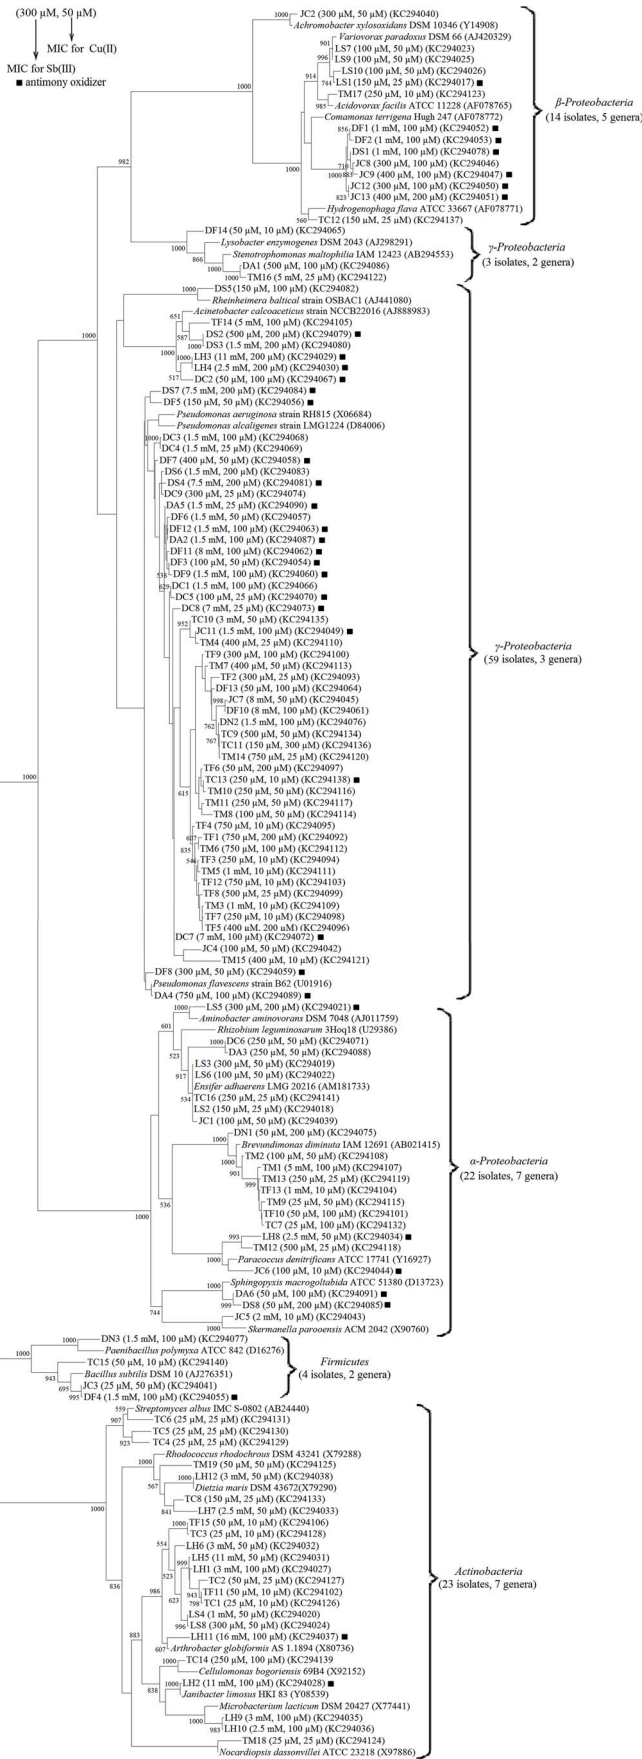 (300 µM, 50 µM)
MIC for Cu(II)
MIC for Sb(III)
■ antimony oxidizer
JC2 (300 µM, 50 µM) (KC294040)
Achromobacter xylosoxidans DSM 10346 (Y14908)
Variovorax paradoxus DSM 66 (AJ420329)
LS7 (100 µM, 50 µM) (KC294023)
LS9 (100 µM, 50 µM) (KC294025)
LS10 (100 µM, 50 µM) (KC294026)
LS1 (150 µM, 25 µM) (KC294017) ■
TM17 (250 µM, 10 µM) (KC294123)
Acidovorax facilis ATCC 11228 (AF078765)
Comamonas terrigena Hugh 247 (AF078772)
DF1 (1 mM, 100 µM) (KC294052) ■
DF2 (1 mM, 100 µM) (KC294053) ■
DS1 (1 mM, 100 µM) (KC294078) ■
JC8 (300 µM, 100 µM) (KC294046)
JC9 (400 µM, 100 µM) (KC294047) ■
JC12 (300 µM, 100 µM) (KC294050) ■
JC13 (400 µM, 200 µM) (KC294051) ■
Hydrogenophaga flava ATCC 33667 (AF078771)
TC12 (150 µM, 25 µM) (KC294137)
β-Proteobacteria
(14 isolates, 5 genera)
DF14 (50 µM, 10 µM) (KC294065)
Lysobacter enzymogenes DSM 2043 (AJ298291)
Stenotrophomonas maltophilia IAM 12423 (AB294553)
DA1 (500 µM, 100 µM) (KC294086)
TM16 (5 mM, 25 µM) (KC294122)
γ-Proteobacteria
(3 isolates, 2 genera)
DS5(150 µM, 100 µM) (KC294082)
Rheinheimera baltical strain OSBAC1 (AJ441080)
Acinetobacter calcoaceticus strain NCCB22016 (AJ888983)
TF14 (5 mM, 100 µM) (KC294105)
DS2 (500 µM, 200 µM) (KC294079) ■
DS3 (1.5 mM, 200 µM) (KC294080)
LH3 (11 mM, 200 µM) (KC294029) ■
LH4 (2.5 mM, 200 µM) (KC294030) ■
DC2 (50 µM, 100 µM) (KC294067) ■
DS7 (7.5 mM, 200 µM) (KC294084) ■
DF5 (150 µM, 50 µM) (KC294056) ■
Pseudomonas aeruginosa strain RH815 (X06684)
Pseudomonas alcaligenes strain LMG1224 (D84006)
DC3 (1.5 mM, 100 µM) (KC294068)
DC4 (1.5 mM, 25 µM) (KC294069)
DF7 (400 µM, 50 µM) (KC294058) ■
DS6 (1.5 mM, 200 µM) (KC294083)
DS4 (7.5 mM, 200 µM) (KC294081) ■
DC9 (300 µM, 25 µM) (KC294074)
DA5 (1.5 mM, 25 µM) (KC294090) ■
DF6 (1.5 mM, 50 µM) (KC294057)
DF12 (1.5 mM, 100 µM) (KC294063) ■
DA2 (1.5 mM, 100 µM) (KC294087) ■
DF11 (8 mM, 100 µM) (KC294062) ■
DF3 (100 µM, 50 µM) (KC294054) ■
DF9 (1.5 mM, 100 µM) (KC294060) ■
DC1 (1.5 mM, 100 µM) (KC294066)
DC5 (100 µM, 25 µM) (KC294070) ■
DC8 (7 mM, 25 µM) (KC294073) ■
TC10 (3 mM, 50 µM) (KC294135)
JC11 (1.5 mM, 100 µM) (KC294049) ■
TM4 (400 µM, 25 µM) (KC294110)
TF9 (300 µM, 100 µM) (KC294100)
TM7 (400 µM, 50 µM) (KC294113)
TF2 (300 µM, 25 µM) (KC294093)
DF13 (50 µM, 100 µM) (KC294064)
JC7 (8 mM, 50 µM) (KC294045)
DF10 (8 mM, 100 µM) (KC294061)
DN2 (1.5 mM, 100 µM) (KC294076)
TC9 (500 µM, 50 µM) (KC294134)
TC11 (150 µM, 300 µM) (KC294136)
TM14 (750 µM, 25 µM) (KC294120)
TF6 (50 µM, 200 µM) (KC294097)
TC13 (250 µM, 10 µM) (KC294138) ■
TM10 (250 µM, 50 µM) (KC294116)
TM11 (250 µM, 50 µM) (KC294117)
TM8 (100 µM, 50 µM) (KC294114)
TF4 (750 µM, 10 µM) (KC294095)
TF1 (750 µM, 200 µM) (KC294092)
TM6 (750 µM, 100 µM) (KC294112)
TF3 (250 µM, 10 µM) (KC294094)
TM5 (1 mM, 10 µM) (KC294111)
TF12 (750 µM, 10 µM) (KC294103)
TF8 (500 µM, 25 µM) (KC294099)
TM3 (1 mM, 10 µM) (KC294109)
TF7 (250 µM, 10 µM) (KC294098)
TF5 (400 µM, 200 µM) (KC294096)
DC7 (7 mM, 100 µM) (KC294072) ■
JC4 (100 µM, 50 µM) (KC294042)
TM15 (400 µM, 10 µM) (KC294121)
DF8 (300 µM, 50 µM) (KC294059) ■
Pseudomonas flavescens strain B62 (U01916)
DA4 (750 µM, 100 µM) (KC294089) ■
γ-Proteobacteria
(59 isolates, 3 genera)
LS5 (300 µM, 200 µM) (KC294021) ■
Aminobacter aminovorans DSM 7048 (AJ011759)
Rhizobium leguminosarum 3Hoq18 (U29386)
DC6 (250 µM, 50 µM) (KC294071)
DA3 (250 µM, 50 µM) (KC294088)
LS3 (300 µM, 50 µM) (KC294019)
LS6 (100 µM, 50 µM) (KC294022)
Ensifer adhaerens LMG 20216 (AM181733)
TC16 (250 µM, 25 µM) (KC294141)
LS2 (150 µM, 25 µM) (KC294018)
JC1 (100 µM, 50 µM) (KC294039)
DN1 (50 µM, 200 µM) (KC294075)
Brevundimonas diminuta IAM 12691 (AB021415)
TM2 (100 µM, 50 µM) (KC294108)
TM1 (5 mM, 100 µM) (KC294107)
TM13 (250 µM, 25 µM) (KC294119)
TF13 (1 mM, 10 µM) (KC294104)
TM9 (25 µM, 50 µM) (KC294115)
TF10 (50 µM, 100 µM) (KC294101)
TC7 (25 µM, 100 µM) (KC294132)
LH8 (2.5 mM, 50 µM) (KC294034) ■
TM12 (500 µM, 25 µM) (KC294118)
Paracoccus denitrificans ATCC 17741 (Y16927)
JC6 (100 µM, 10 µM) (KC294044) ■
Sphingopyxis macrogoltabida ATCC 51380 (D13723)
DA6 (50 µM, 100 µM) (KC294091) ■
DS8 (50 µM, 200 µM) (KC294085) ■
JC5 (2 mM, 100 µM) (KC294043)
Skermanella parooensis ACM 2042 (X90760)
α-Proteobacteria
(22 isolates, 7 genera)
DN3 (1.5 mM, 100 µM) (KC294077)
Paenibacillus polymyxa ATCC 842 (D16276)
TC15 (50 µM, 10 µM) (KC294140)
Bacillus subtilis DSM 10 (AJ276351)
JC3 (25 µM, 50 µM) (KC294041)
DF4 (1.5 mM, 100 µM) (KC294055) ■
Firmicutes
(4 isolates, 2 genera)
Streptomyces albus IMC S-0802 (AB24440)
TC6 (25 µM, 25 µM) (KC294131)
TC5 (25 µM, 25 µM) (KC294130)
TC4 (25 µM, 25 µM) (KC294129)
Rhodococcus rhodochrous DSM 43241 (X79288)
TM19 (50 µM, 50 µM) (KC294125)
LH12 (3 mM, 50 µM) (KC294038)
Dietzia maris DSM 43672(X79290)
TC8 (150 µM, 25 µM) (KC294133)
LH7 (2.5 mM, 50 µM) (KC294033)
TF15 (50 µM, 10 µM) (KC294106)
TC3 (25 µM, 10 µM) (KC294128)
LH6 (3 mM, 50 µM) (KC294032)
LH5 (11 mM, 50 µM) (KC294031)
LH1 (3 mM, 100 µM) (KC294027)
TC2 (50 µM, 25 µM) (KC294127)
TF11 (50 µM, 10 µM) (KC294102)
TC1 (25 µM, 25 µM) (KC294126)
LS4 (1 mM, 50 µM) (KC294020)
LS8 (300 µM, 50 µM) (KC294024)
LH11 (16 mM, 100 µM) (KC294037) ■
Arthrobacter globiformis AS 1.1894 (X80736)
TC14 (250 µM, 100 µM) (KC294139
Cellulomonas bogoriensis 69B4 (X92152)
LH2 (11 mM, 100 µM) (KC294028) ■
Janibacter limosus HKI 83 (Y08539)
Microbacterium lacticum DSM 20427 (X77441)
LH9 (3 mM, 100 µM) (KC294035)
LH10 (2.5 mM, 100 µM) (KC294036)
TM18 (25 µM, 25 µM) (KC294124)
Nocardiopsis dassonvillei ATCC 23218 (X97886)
Actinobacteria
(23 isolates, 7 genera)